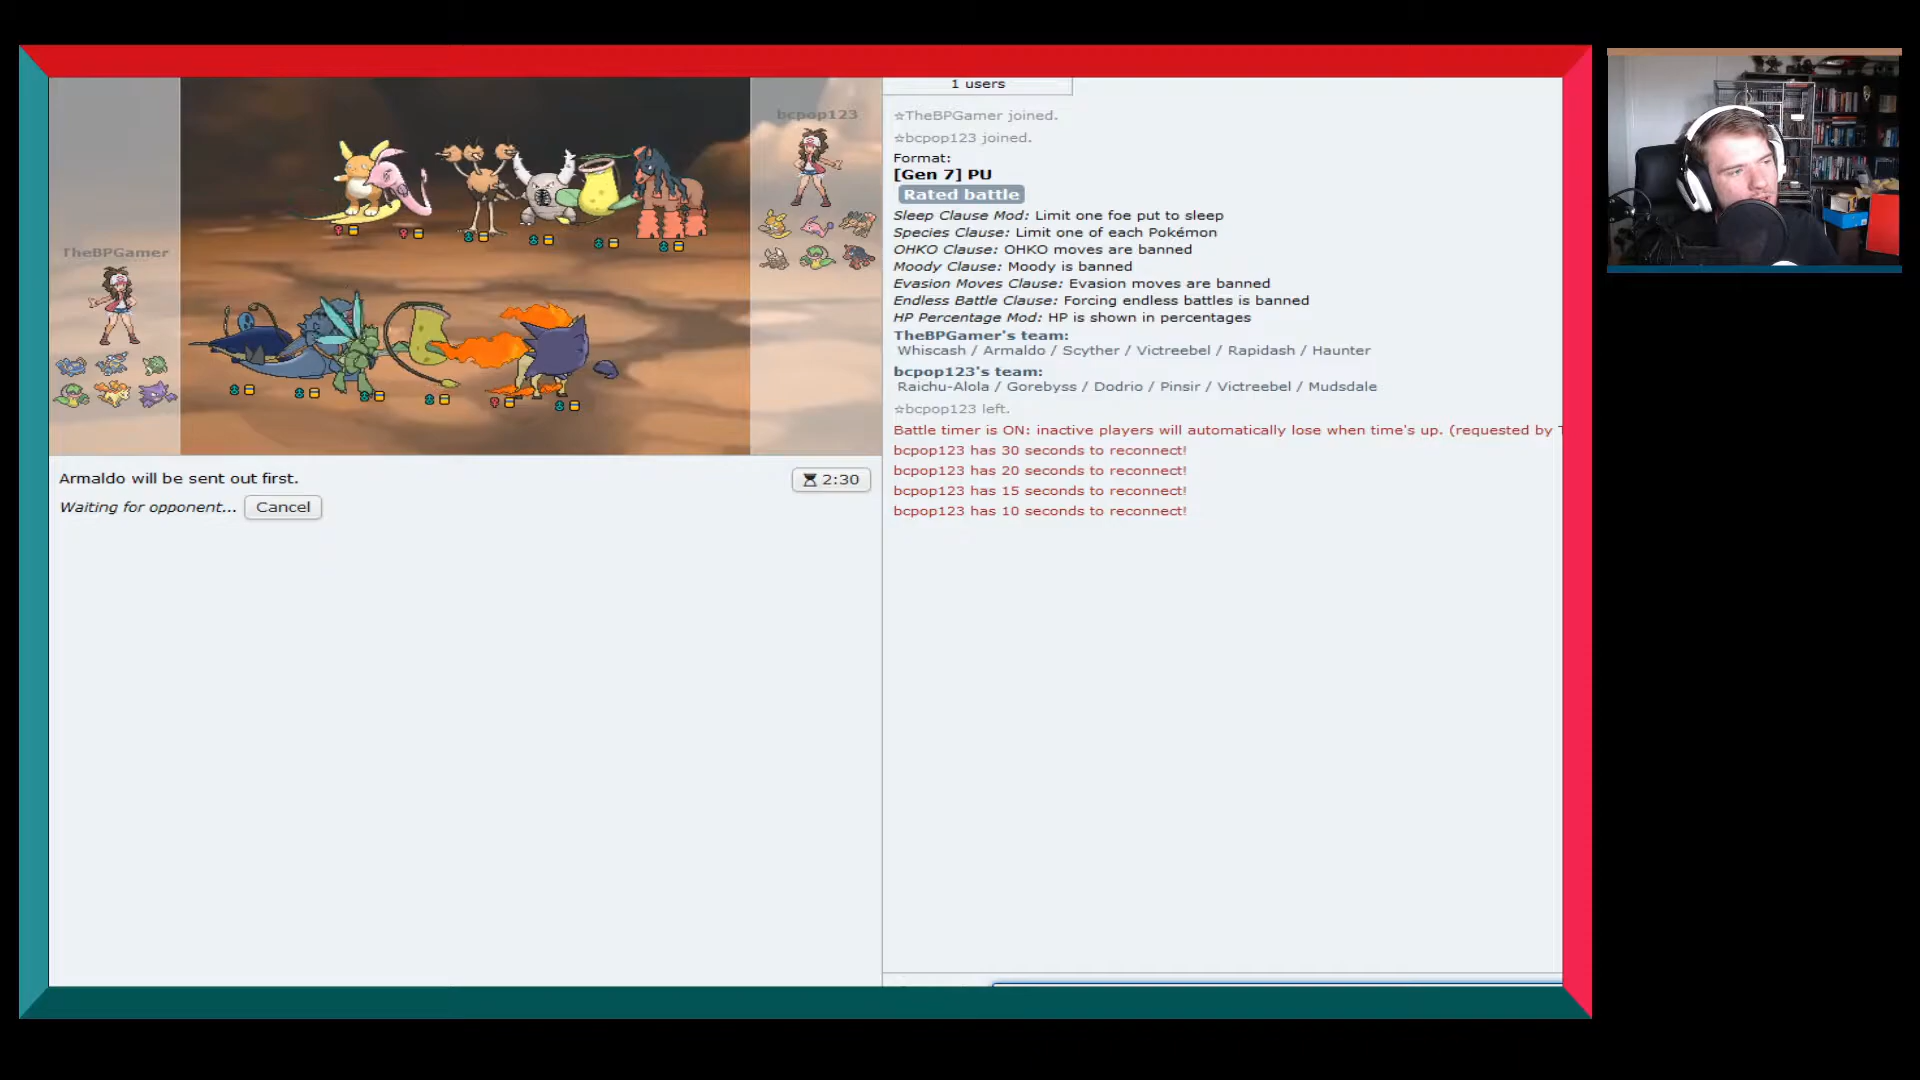 1 users
bcpop123
TheBPGamer
Armaldo will be sent out first.
Waiting for opponent... Cancel
2:30
☆TheBPGamer joined.
☆bcpop123 joined.
Format:
[Gen 7] PU
Rated battle
Sleep Clause Mod: Limit one foe put to sleep
Species Clause: Limit one of each Pokémon
OHKO Clause: OHKO moves are banned
Moody Clause: Moody is banned
Evasion Moves Clause: Evasion moves are banned
Endless Battle Clause: Forcing endless battles is banned
HP Percentage Mod: HP is shown in percentages
TheBPGamer's team:
Whiscash / Armaldo / Scyther / Victreebel / Rapidash / Haunter
bcpop123's team:
Raichu-Alola / Gorebyss / Dodrio / Pinsir / Victreebel / Mudsdale
☆bcpop123 left.
Battle timer is ON: inactive players will automatically lose when time's up. (requested by T
bcpop123 has 30 seconds to reconnect!
bcpop123 has 20 seconds to reconnect!
bcpop123 has 15 seconds to reconnect!
bcpop123 has 10 seconds to reconnect!